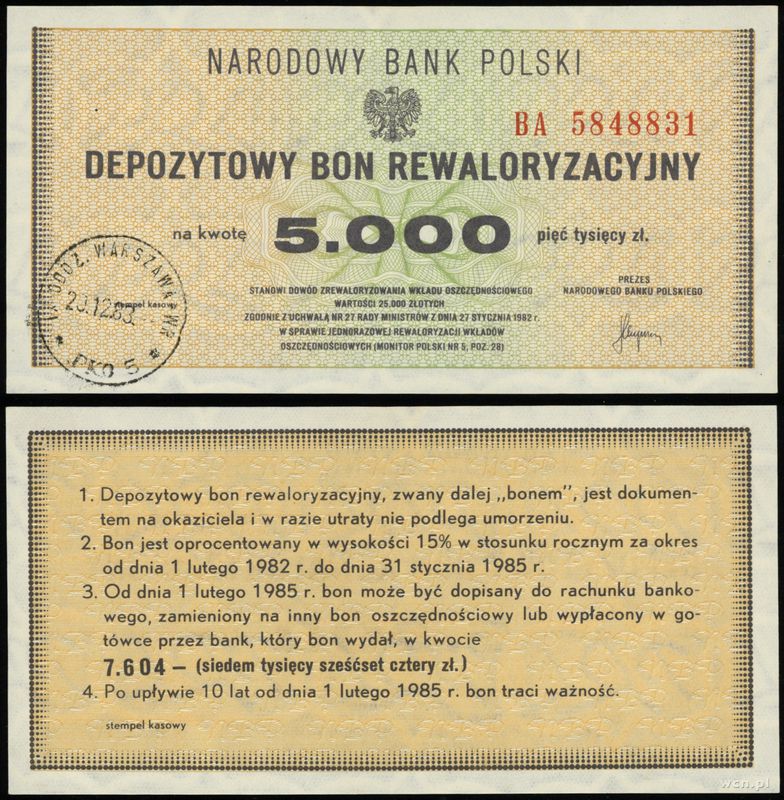 NARODOWY BANK POLSKI
BA 5848831
DEPOZYTOWY BON REWALORYZACYJNY
na kwotę 5.000 pięć tysięcy zł.
STANOWI DOWÓD ZREWALORYZOWANIA WKŁADU OSZCZĘDNOŚCIOWEGO
WARTOŚCI 25.000 ZŁOTYCH
ZGODNIE Z UCHWAŁĄ NR 27 RADY MINISTRÓW Z DNIA 27 STYCZNIA 1982 r.
W SPRAWIE JEDNORAZOWEJ REWALORYZACJI WKŁADÓW
OSZCZĘDNOŚCIOWYCH (MONITOR POLSKI NR 5, POZ. 28)
PREZES
NARODOWEGO BANKU POLSKIEGO
ODDZ. WARSZAWA
12.83.
stempel kasowy
* PKO 5 *
1. Depozytowy bon rewaloryzacyjny, zwany dalej „bonem", jest dokumen-
tem na okaziciela i w razie utraty nie podlega umorzeniu.
2. Bon jest oprocentowany w wysokości 15% w stosunku rocznym za okres
od dnia 1 lutego 1982 r. do dnia 31 stycznia 1985 r.
3. Od dnia 1 lutego 1985 r. bon może być dopisany do rachunku banko-
wego, zamieniony na inny bon oszczędnościowy lub wypłacony w go-
tówce przez bank, który bon wydał, w kwocie
7.604 — (siedem tysięcy sześćset cztery zł.)
4. Po upływie 10 lat od dnia 1 lutego 1985 r. bon traci ważność.
stempel kasowy
wcn.pl